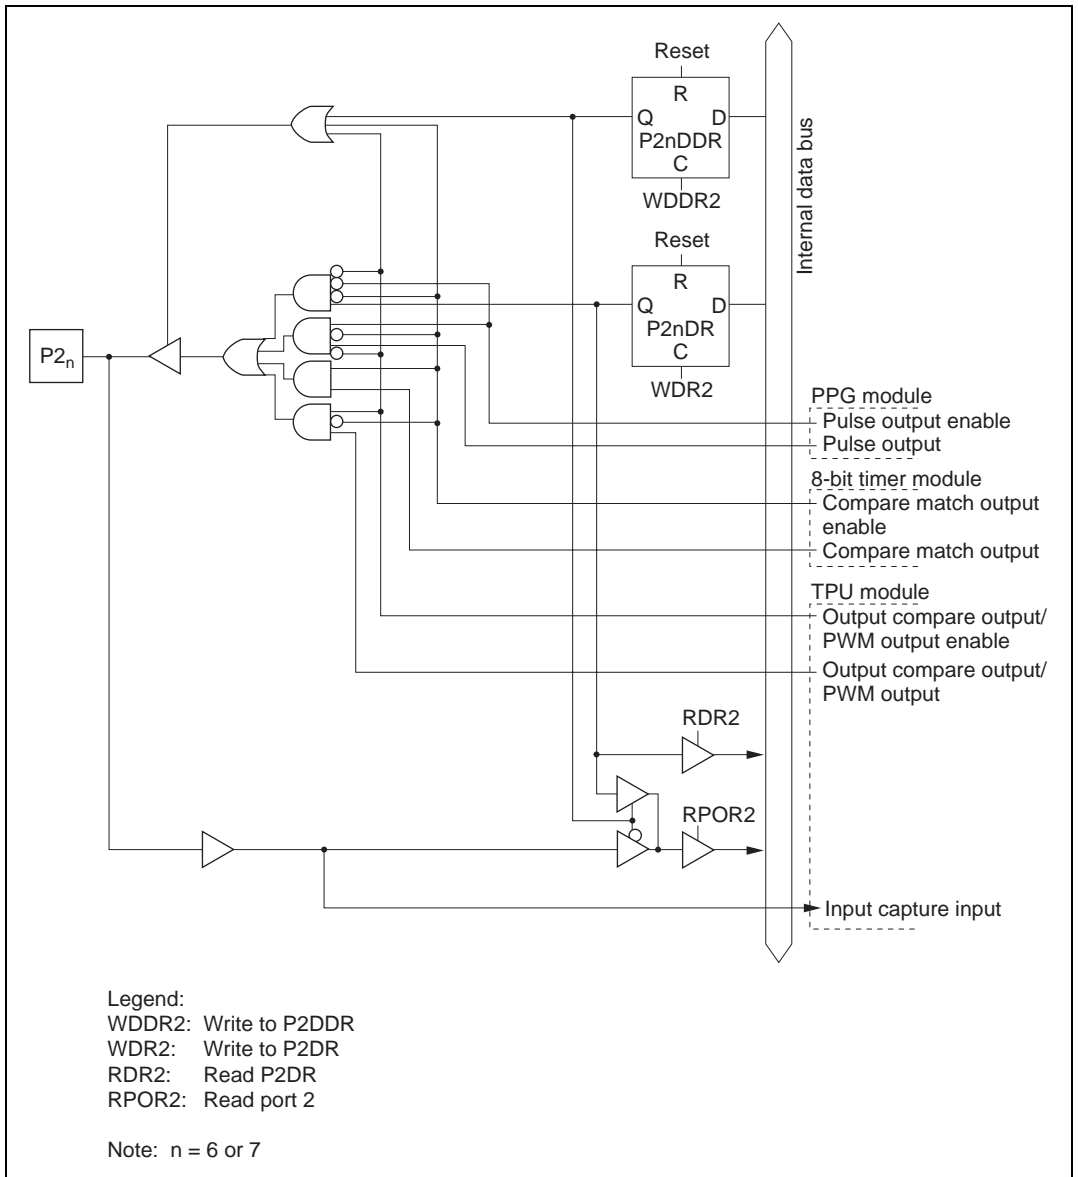 Reset
R
Q D
P2nDDR
C
WDDR2
Internal data bus
Reset
R
Q D
P2nDR
C
WDR2
P2n
PPG module
Pulse output enable
Pulse output
8-bit timer module
Compare match output
enable
Compare match output
TPU module
Output compare output/
PWM output enable
Output compare output/
PWM output
RDR2
RPOR2
Input capture input
Legend:
WDDR2: Write to P2DDR
WDR2: Write to P2DR
RDR2: Read P2DR
RPOR2: Read port 2
Note: n = 6 or 7